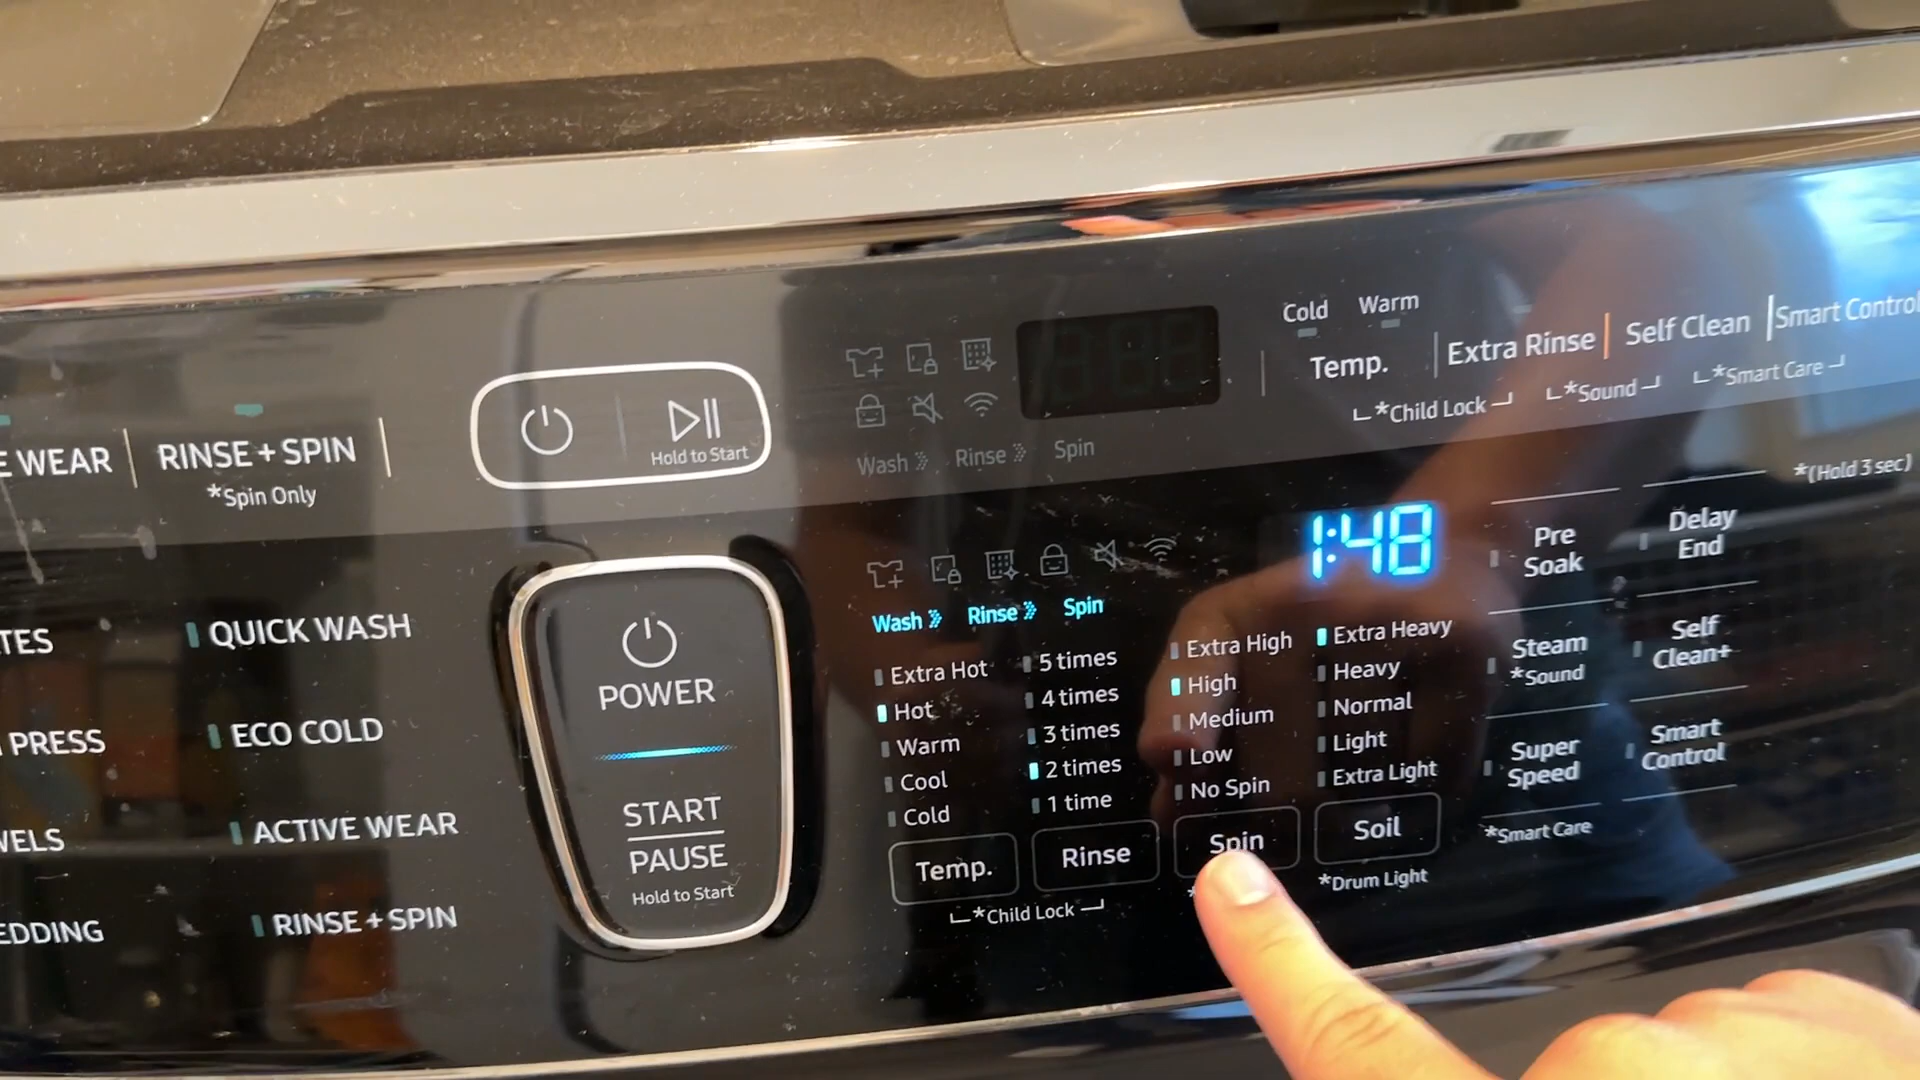 Cold Warm
Temp.
Extra Rinse
Self Clean
Smart Control
*Child Lock
*Sound
*Smart Care
*(Hold 3 sec)
E WEAR
RINSE + SPIN
*Spin Only
Hold to Start
Wash Rinse Spin
TES
QUICK WASH
PRESS
ECO COLD
WELS
ACTIVE WEAR
EDDING
RINSE + SPIN
POWER
START
PAUSE
Hold to Start
1:48
Wash Rinse Spin
Extra Hot
Hot
Warm
Cool
Cold
Temp.
5 times
4 times
3 times
2 times
1 time
Rinse
*Child Lock
Extra High
High
Medium
Low
No Spin
Spin
*
Extra Heavy
Heavy
Normal
Light
Extra Light
Soil
*Drum Light
Pre
Soak
Steam
*Sound
Super
Speed
*Smart Care
Delay
End
Self
Clean+
Smart
Control